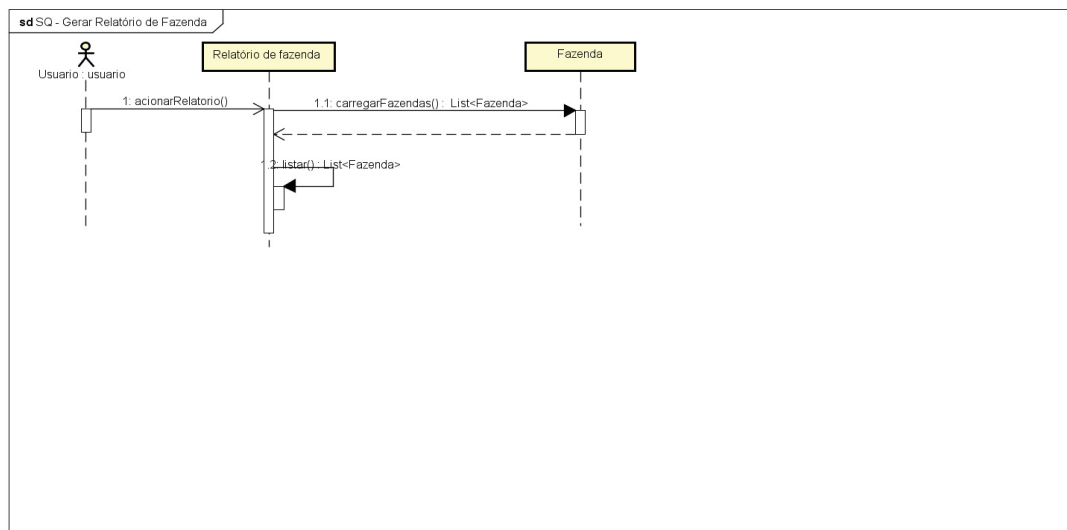 sd SQ - Gerar Relatório de Fazenda
Usuario : usuario
Relatório de fazenda
Fazenda
1: acionarRelatorio()
1.1: carregarFazendas() : List<Fazenda>
1.2: listar() : List<Fazenda>